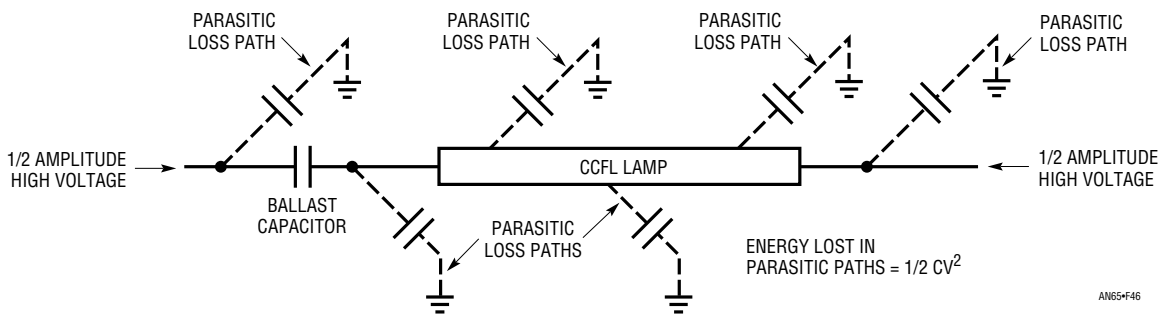 PARASITIC
LOSS PATH
PARASITIC
LOSS PATH
PARASITIC
LOSS PATH
PARASITIC
LOSS PATH
1/2 AMPLITUDE
HIGH VOLTAGE
BALLAST
CAPACITOR
CCFL LAMP
1/2 AMPLITUDE
HIGH VOLTAGE
PARASITIC
LOSS PATHS
ENERGY LOST IN
PARASITIC PATHS = 1/2 CV²
AN65•F46